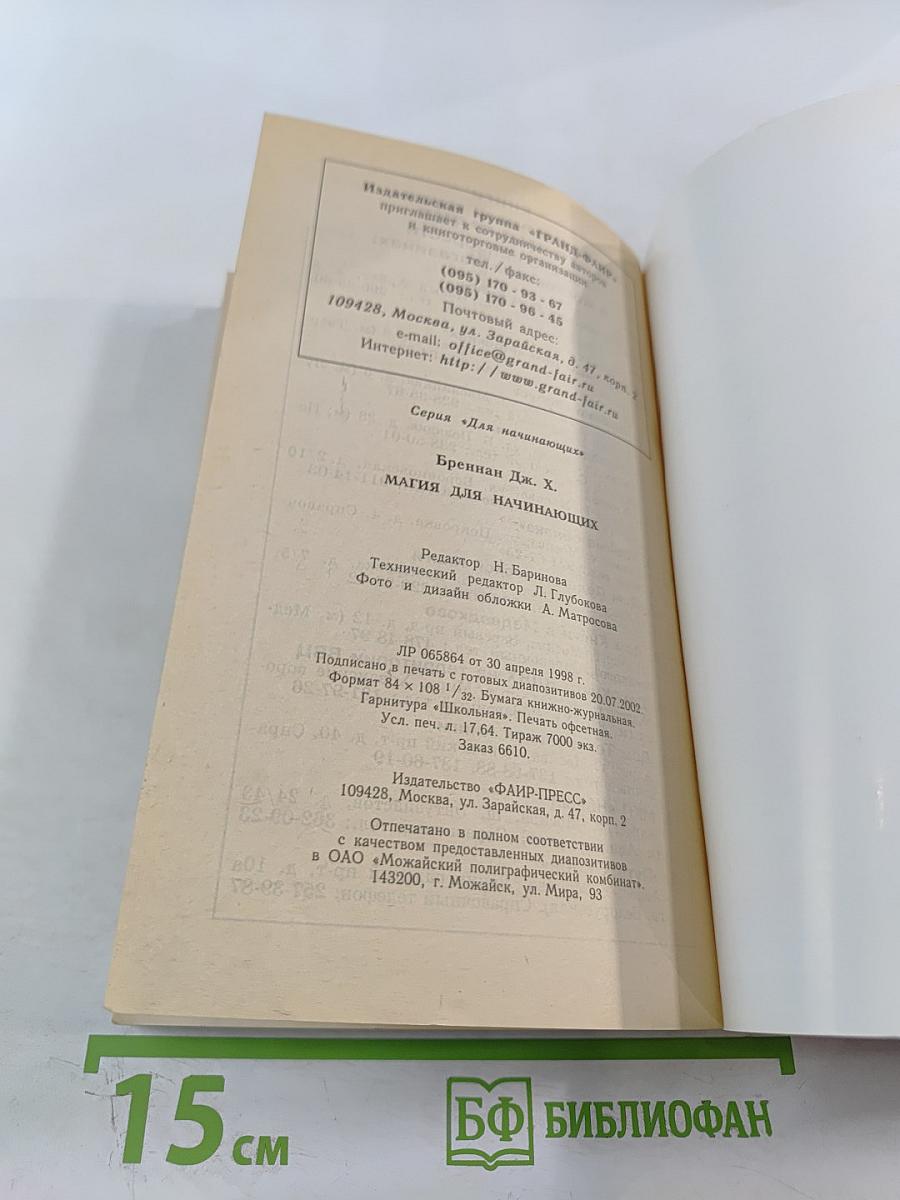 Издательская группа «ГРАНД-ФАИР»
приглашает к сотрудничеству авторов
и книготорговые организации
тел./факс:
(095) 170 - 93 - 67
(095) 170 - 96 - 45
Почтовый адрес:
109428, Москва, ул. Зарайская, д. 47, корп. 2
e-mail: office@grand-fair.ru
Интернет: http://www.grand-fair.ru
Серия «Для начинающих»
Бреннан Дж. Х.
МАГИЯ ДЛЯ НАЧИНАЮЩИХ
Редактор Н. Баринова
Технический редактор Л. Глубокова
Фото и дизайн обложки А. Матросова
ЛР 065864 от 30 апреля 1998 г.
Подписано в печать с готовых диапозитивов 20.07.2002.
Формат 84 × 108 1/32. Бумага книжно-журнальная.
Гарнитура «Школьная». Печать офсетная.
Усл. печ. л. 17,64. Тираж 7000 экз.
Заказ 6610.
Издательство «ФАИР-ПРЕСС»
109428, Москва, ул. Зарайская, д. 47, корп. 2
Отпечатано в полном соответствии
с качеством предоставленных диапозитивов
в ОАО «Можайский полиграфический комбинат».
143200, г. Можайск, ул. Мира, 93
15 см
БФ БИБЛИОФАН